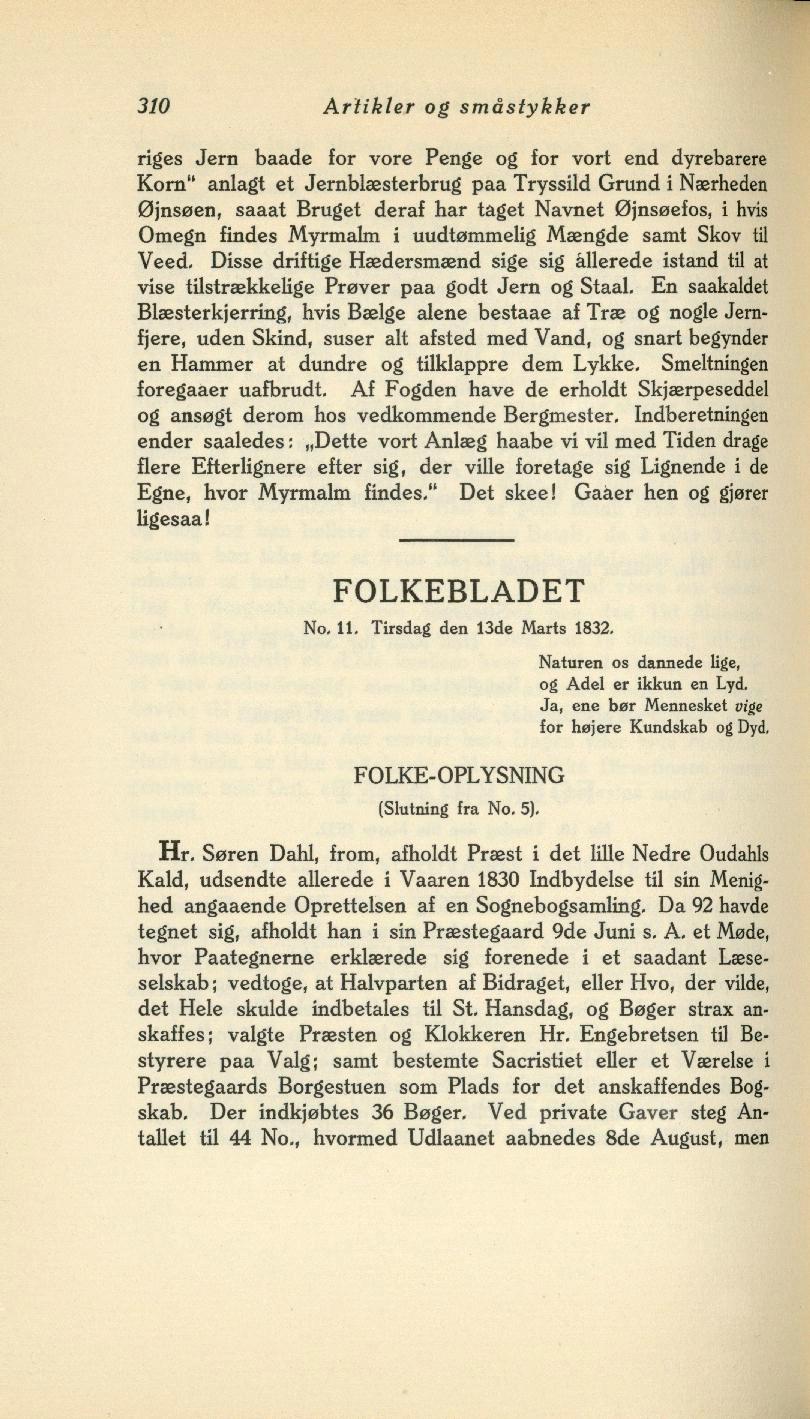 310 Artikler og småstykker
riges Jern baade for vore Penge og for vort end dyrebarere
Korn“ anlagt et Jernblæsterbrug paa Tryssild Grund i Nærheden
Øjnsøen, saaat Bruget deraf har taget Navnet Øjnsøefos, i hvis
Omegn findes Myrmalm i uudtømmelig Mængde samt Skov til
Veed. Disse driftige Hædersmænd sige sig allerede istand til at
vise tilstrækkelige Prøver paa godt Jern og Staal. En saakaldet
Blæsterkjerring, hvis Bælge alene bestaae af Træ og nogle Jern-
fjere, uden Skind, suser alt afsted med Vand, og snart begynder
en Hammer at dundre og tilklappre dem Lykke. Smeltningen
foregaaer uafbrudt. Af Fogden have de erholdt Skjærpeseddel
og ansøgt derom hos vedkommende Bergmester. Indberetningen
ender saaledes: „Dette vort Anlæg haabe vi vil med Tiden drage
flere Efterlignere efter sig, der ville foretage sig Lignende i de
Egne, hvor Myrmalm findes.“ Det skee! Gaaer hen og gjører
ligesaa!
FOLKEBLADET
No. 11. Tirsdag den 13de Marts 1832.
Naturen os dannede lige,
og Adel er ikkun en Lyd.
Ja, ene bør Mennesket vige
for højere Kundskab og Dyd.
FOLKE-OPLYSNING
(Slutning fra No. 5).
Hr. Søren Dahl, from, afholdt Præst i det lille Nedre Oudahls
Kald, udsendte allerede i Vaaren 1830 Indbydelse til sin Menig-
hed angaaende Oprettelsen af en Sognebogsamling. Da 92 havde
tegnet sig, afholdt han i sin Præstegaard 9de Juni s. A. et Møde,
hvor Paategnerne erklærede sig forenede i et saadant Læse-
selskab; vedtoge, at Halvparten af Bidraget, eller Hvo, der vilde,
det Hele skulde indbetales til St. Hansdag, og Bøger strax an-
skaffes; valgte Præsten og Klokkeren Hr. Engebretsen til Be-
styrere paa Valg; samt bestemte Sacristiet eller et Værelse i
Præstegaards Borgestuen som Plads for det anskaffendes Bog-
skab. Der indkjøbtes 36 Bøger. Ved private Gaver steg An-
tallet til 44 No., hvormed Udlaanet aabnedes 8de August, men